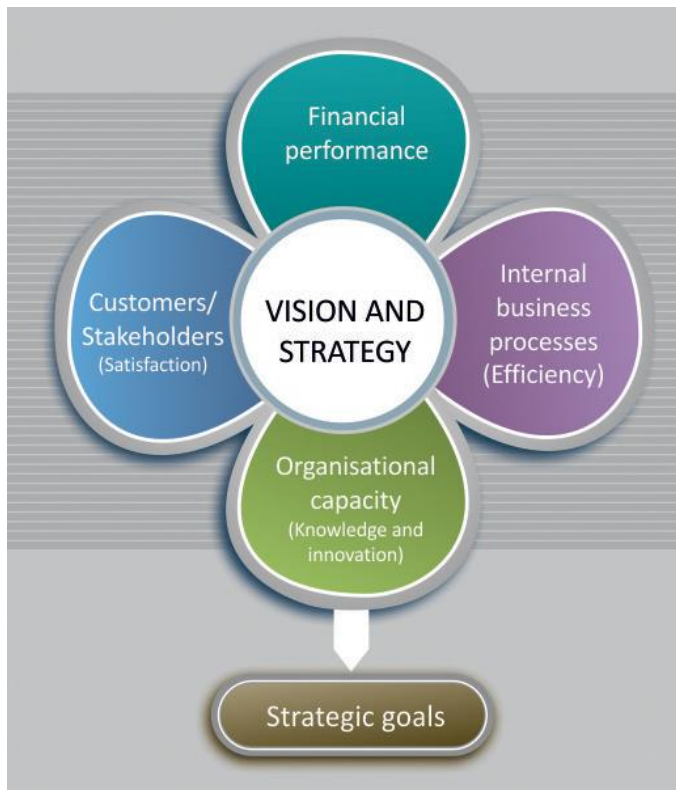 Financial
performance
Customers/
Stakeholders
(Satisfaction)
VISION AND
STRATEGY
Internal
business
processes
(Efficiency)
Organisational
capacity
(Knowledge and
innovation)
Strategic goals